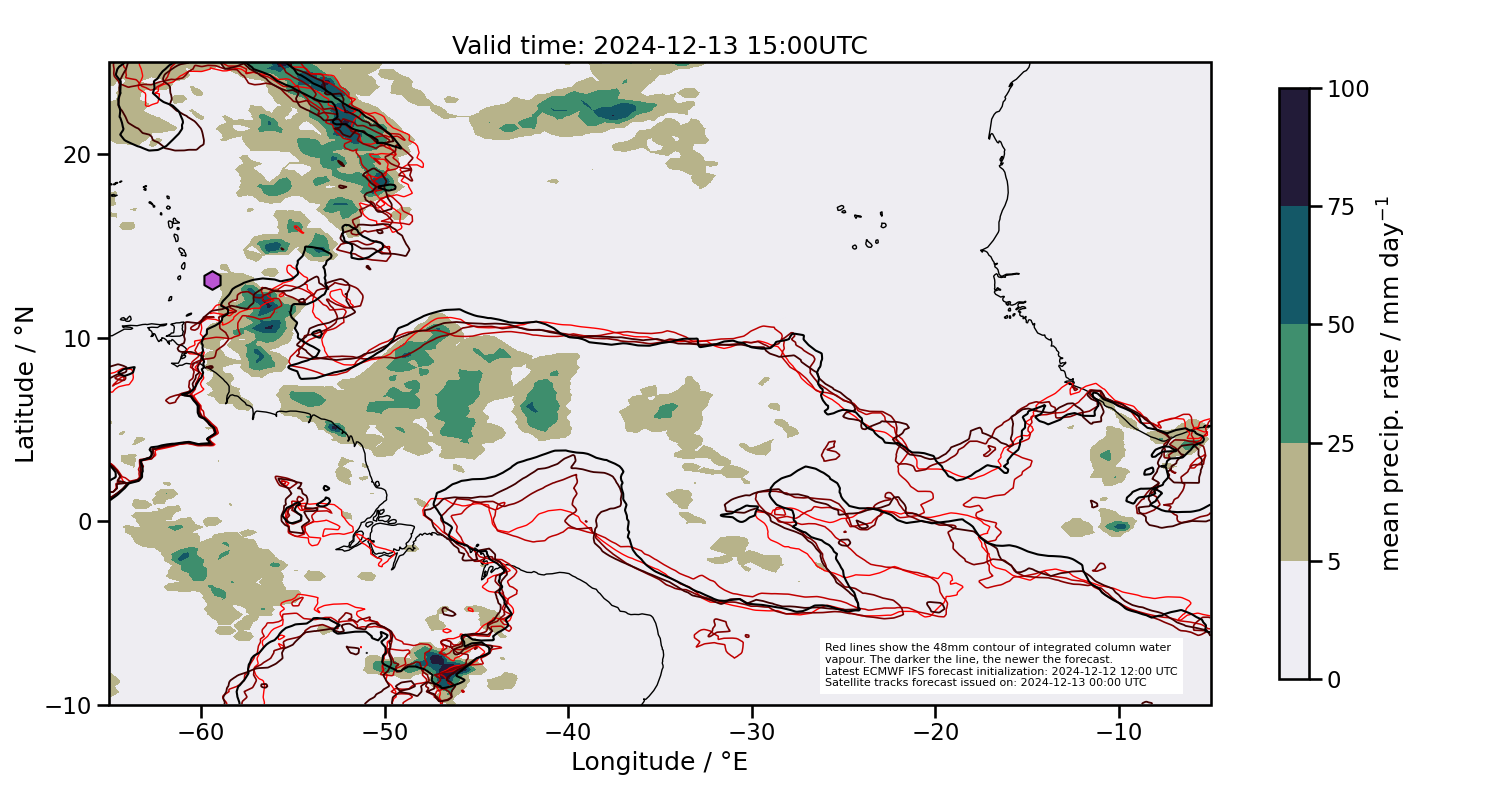 Valid time: 2024-12-13 15:00UTC
Latitude / °N
20
10
0
−10
−60
−50
−40
−30
−20
−10
Longitude / °E
100
75
50
25
5
0
mean precip. rate / mm day⁻¹
Red lines show the 48mm contour of integrated column water
vapour. The darker the line, the newer the forecast.
Latest ECMWF IFS forecast initialization: 2024-12-12 12:00 UTC
Satellite tracks forecast issued on: 2024-12-13 00:00 UTC